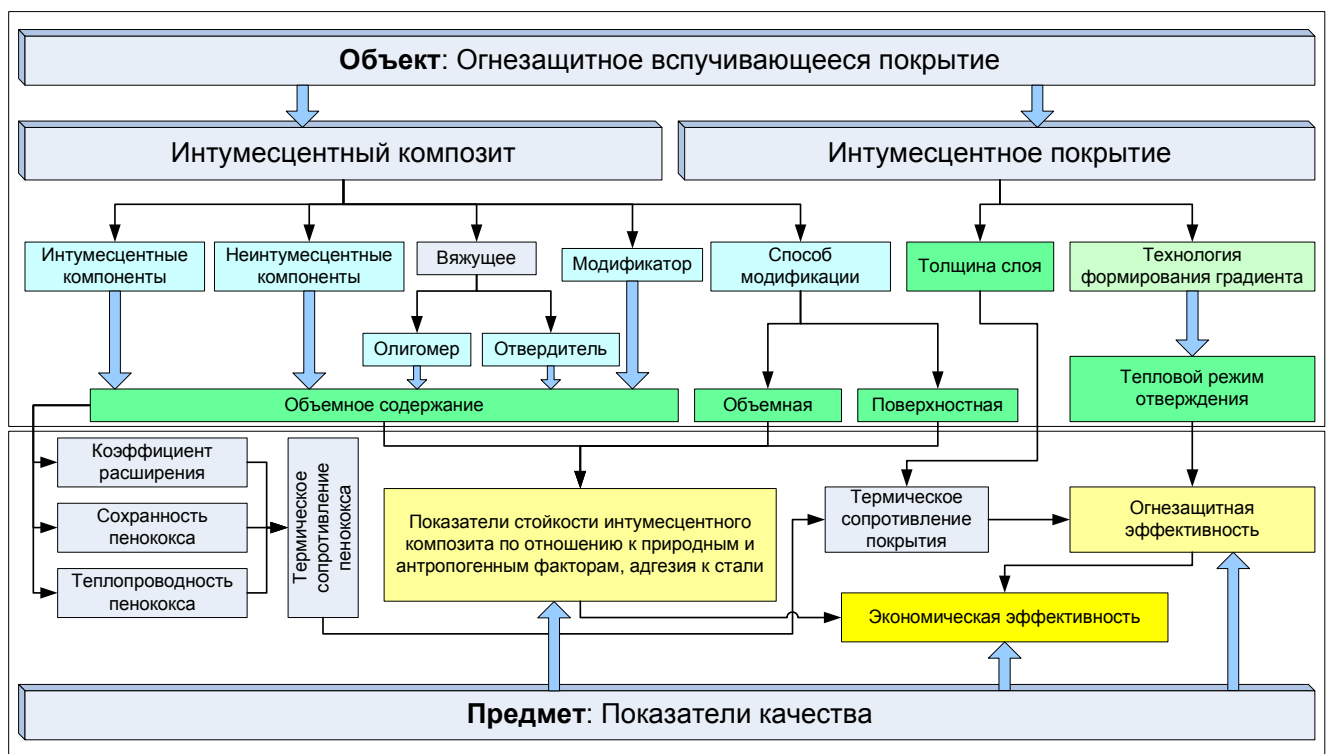 Объект: Огнезащитное вспучивающееся покрытие
Интумесцентный композит
Интумесцентное покрытие
Интумесцентные
компоненты
Неинтумесцентные
компоненты
Вяжущее
Модификатор
Способ
модификации
Толщина слоя
Технология
формирования градиента
Олигомер
Отвердитель
Тепловой режим
отверждения
Объемное содержание
Объемная
Поверхностная
Коэффициент
расширения
Сохранность
пенококса
Теплопроводность
пенококса
Термическое
сопротивление
пенококса
Показатели стойкости интумесцентного
композита по отношению к природным и
антропогенным факторам, адгезия к стали
Термическое
сопротивление
покрытия
Огнезащитная
эффективность
Экономическая эффективность
Предмет: Показатели качества